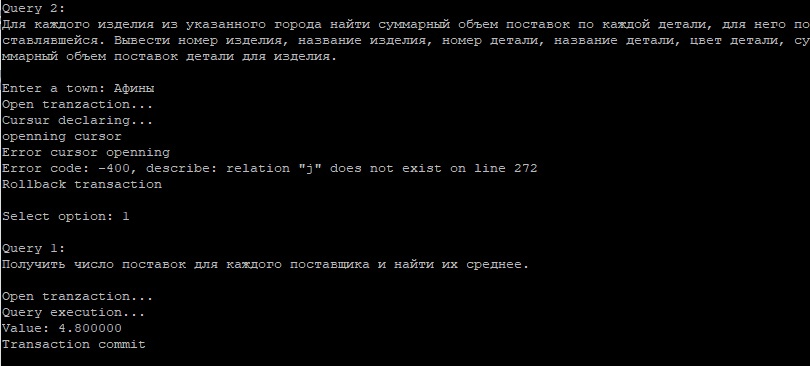 Query 2:
Для каждого изделия из указанного города найти суммарный объем поставок по каждой детали, для него по
ставлявшейся. Вывести номер изделия, название изделия, номер детали, название детали, цвет детали, су
ммарный объем поставок детали для изделия.
Enter a town: Афины
Open tranzaction...
Cursur declaring...
openning cursor
Error cursor openning
Error code: -400, describe: relation "j" does not exist on line 272
Rollback transaction
Select option: 1
Query 1:
Получить число поставок для каждого поставщика и найти их среднее.
Open tranzaction...
Query execution...
Value: 4.800000
Transaction commit